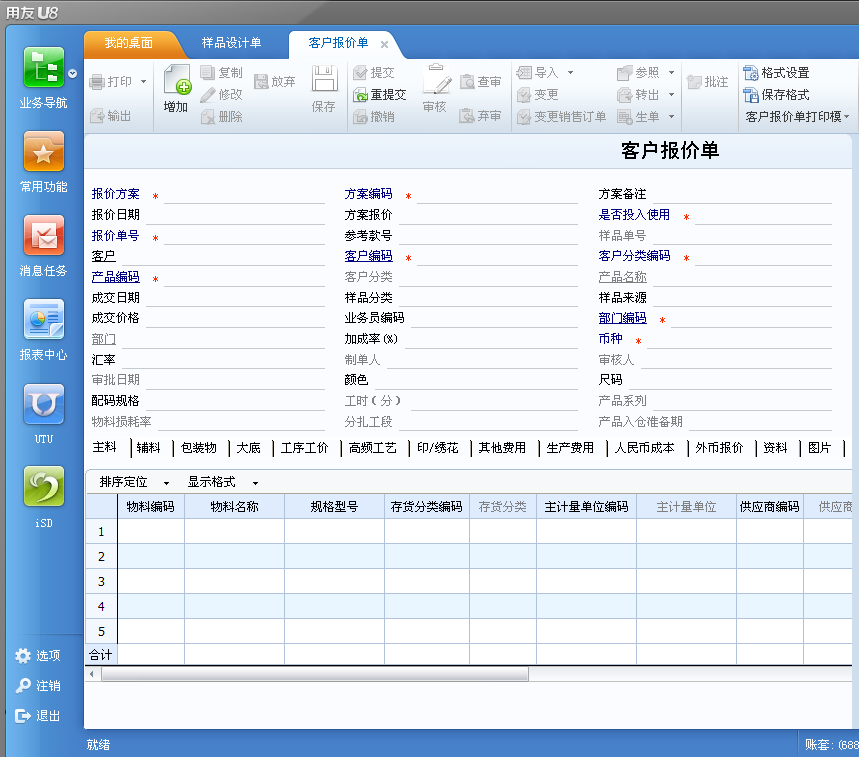 用友 U8
我的桌面 样品设计单 客户报价单
业务导航
常用功能
消息任务
报表中心
UTU
iSD
选项
注销
退出
打印 增加 复制 放弃 保存 提交 审核 查审 导入 参照 批注 格式设置
修改 重提交 变更 转出 保存格式
输出 删除 撤销 弃审 变更销售订单 生单 客户报价单打印模
客户报价单
报价方案 * 方案编码 * 方案备注
报价日期 方案报价 是否投入使用 *
报价单号 * 参考款号 样品单号
客户 客户编码 * 客户分类编码 *
产品编码 * 客户分类 产品名称
成交日期 样品分类 样品来源
成交价格 业务员编码 部门编码 *
部门 加成率(%) 币种 *
汇率 制单人 审核人
审批日期 颜色 尺码
配码规格 工时(分) 产品系列
物料损耗率 分扎工段 产品入仓准备期
主料 辅料 包装物 大底 工序工价 高频工艺 印/绣花 其他费用 生产费用 人民币成本 外币报价 资料 图片
排序定位 显示格式
物料编码 物料名称 规格型号 存货分类编码 存货分类 主计量单位编码 主计量单位 供应商编码 供应商
1
2
3
4
5
合计
就绪 账套: (688